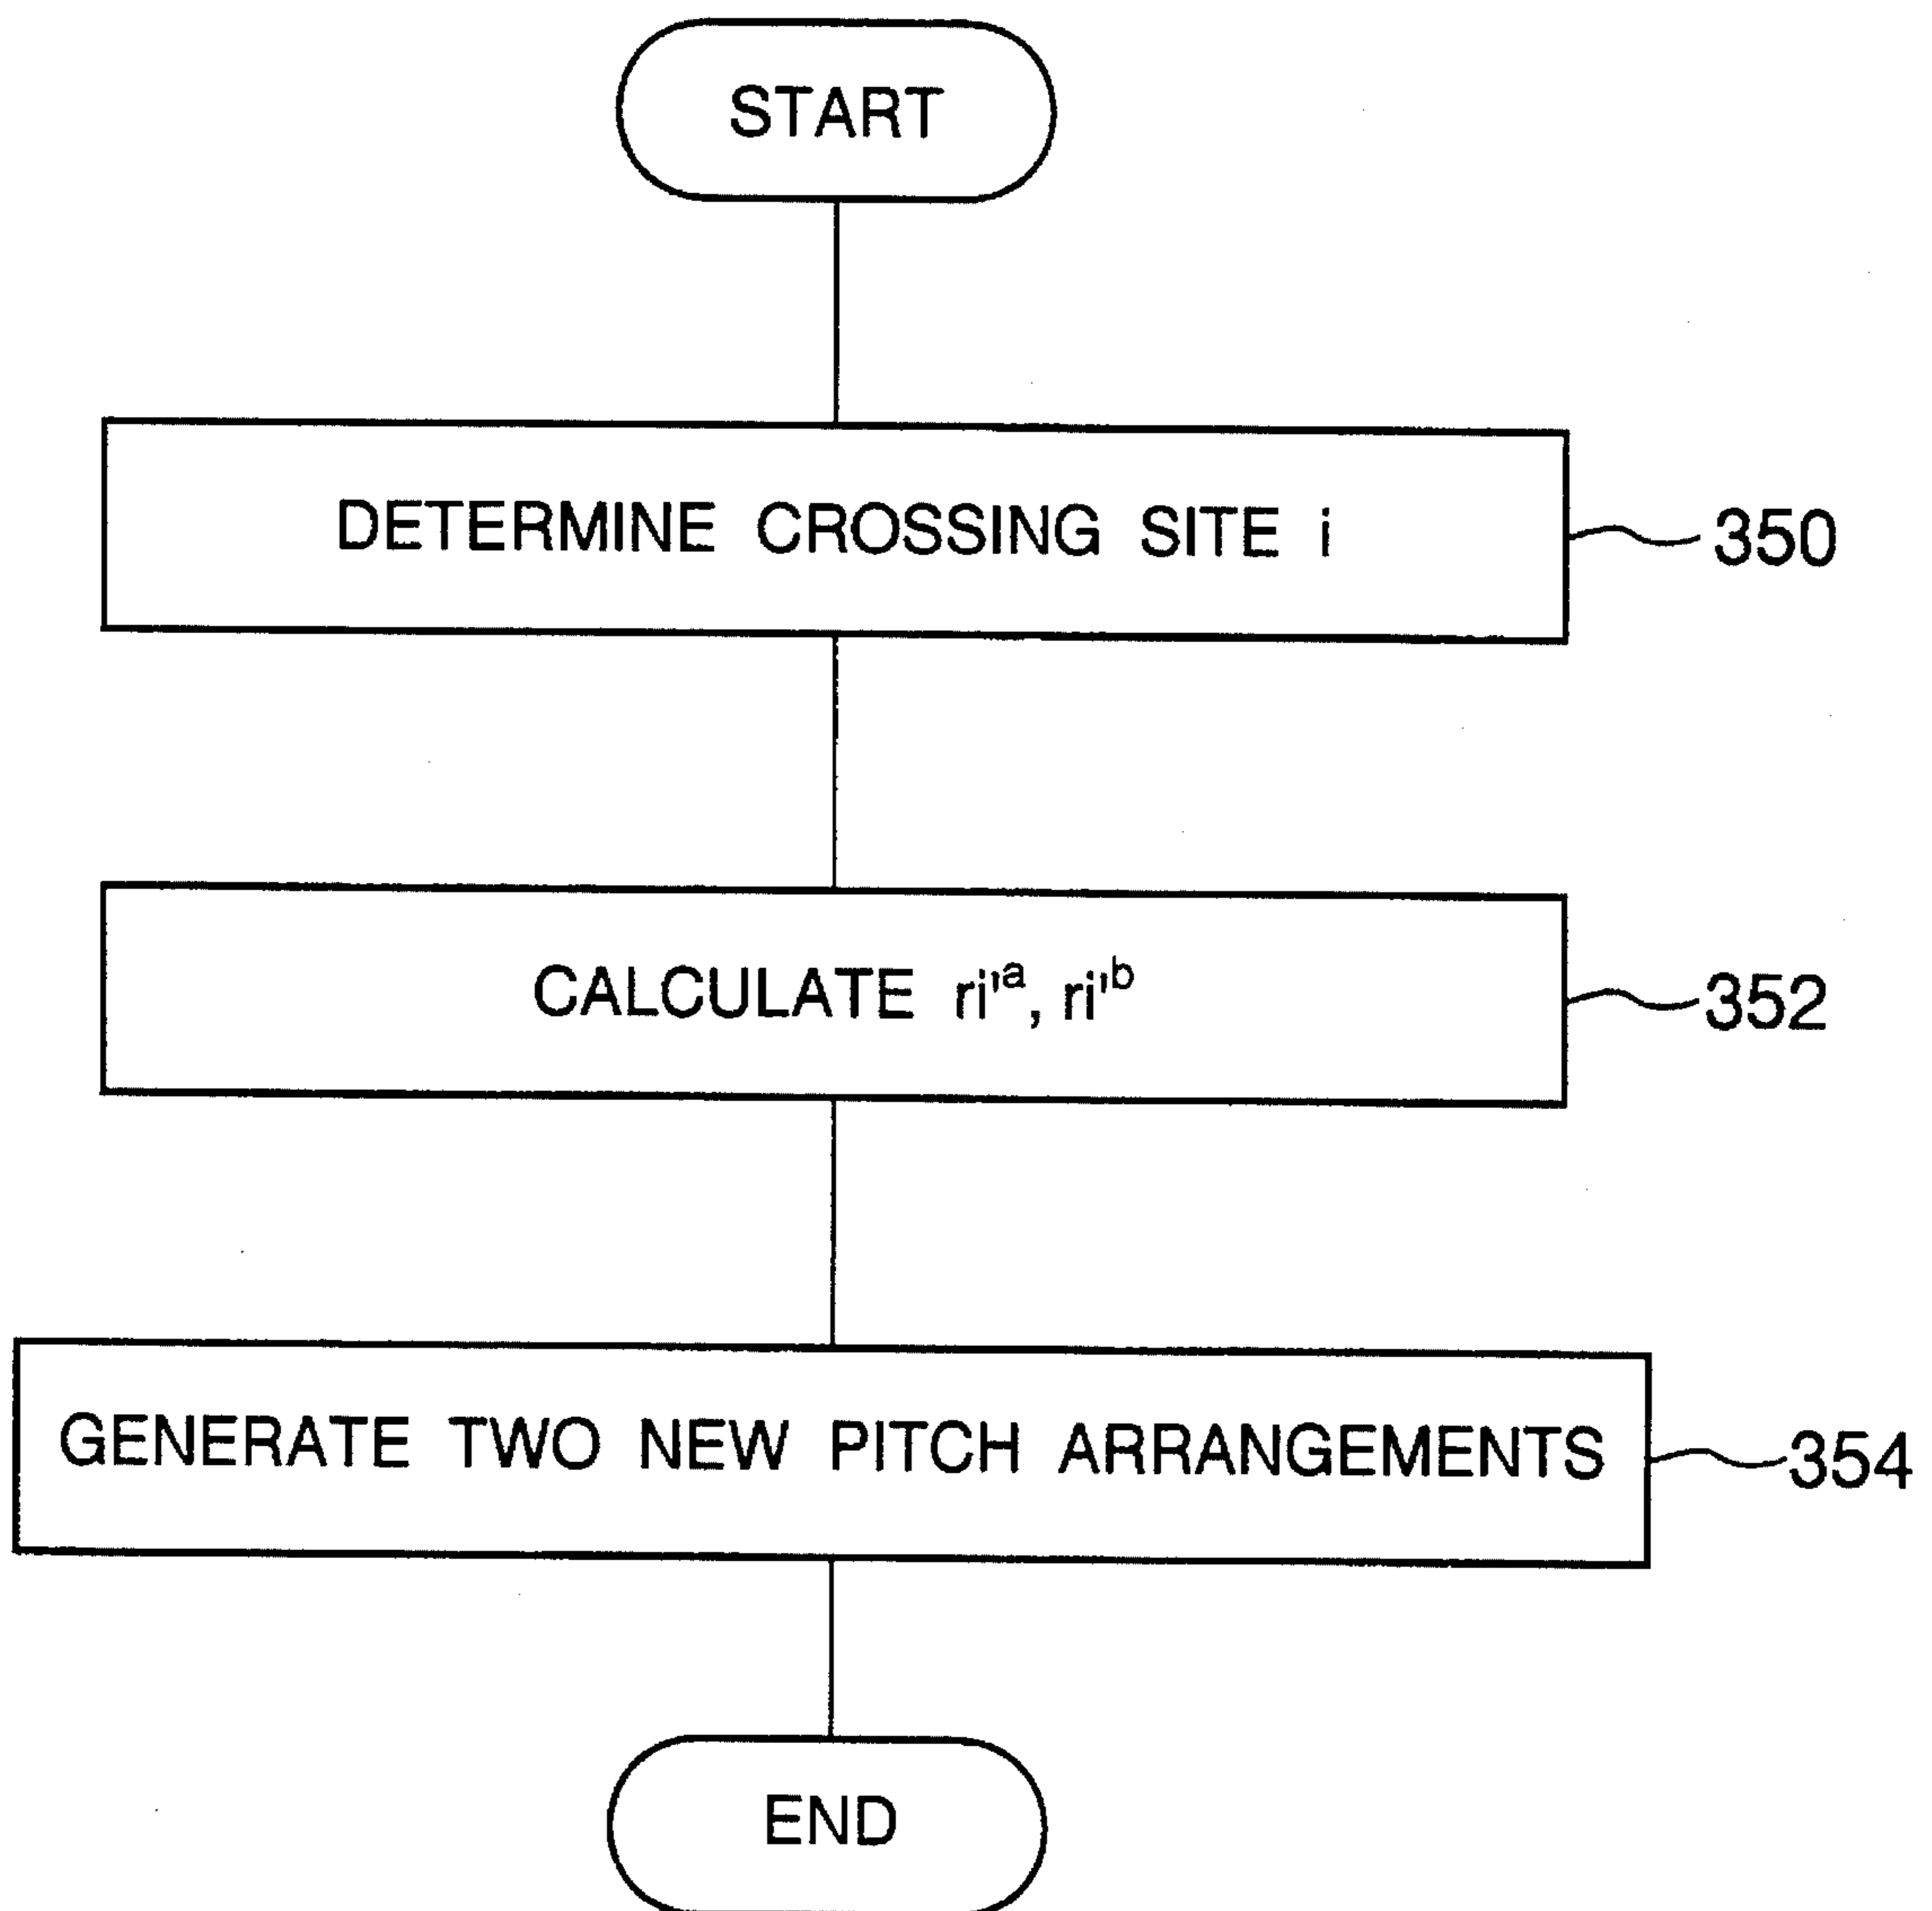 START
DETERMINE CROSSING SITE i
350
CALCULATE ri'ᵃ, ri'ᵇ
352
GENERATE TWO NEW PITCH ARRANGEMENTS
354
END